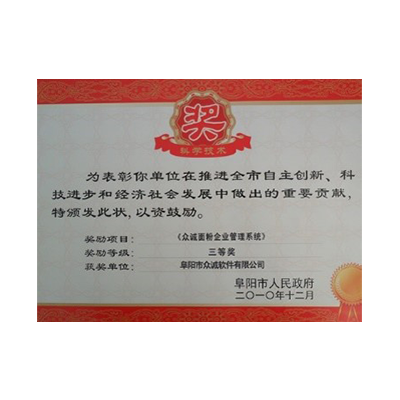 奖
科学技术
为表彰你单位在推进全市自主创新、科
技进步和经济社会发展中做出的重要贡献，
特颁发此状，以资鼓励。
奖励项目：《众诚面粉企业管理系统》
奖励等级：三等奖
获奖单位：阜阳市众诚软件有限公司
阜阳市人民政府
二〇一〇年十二月